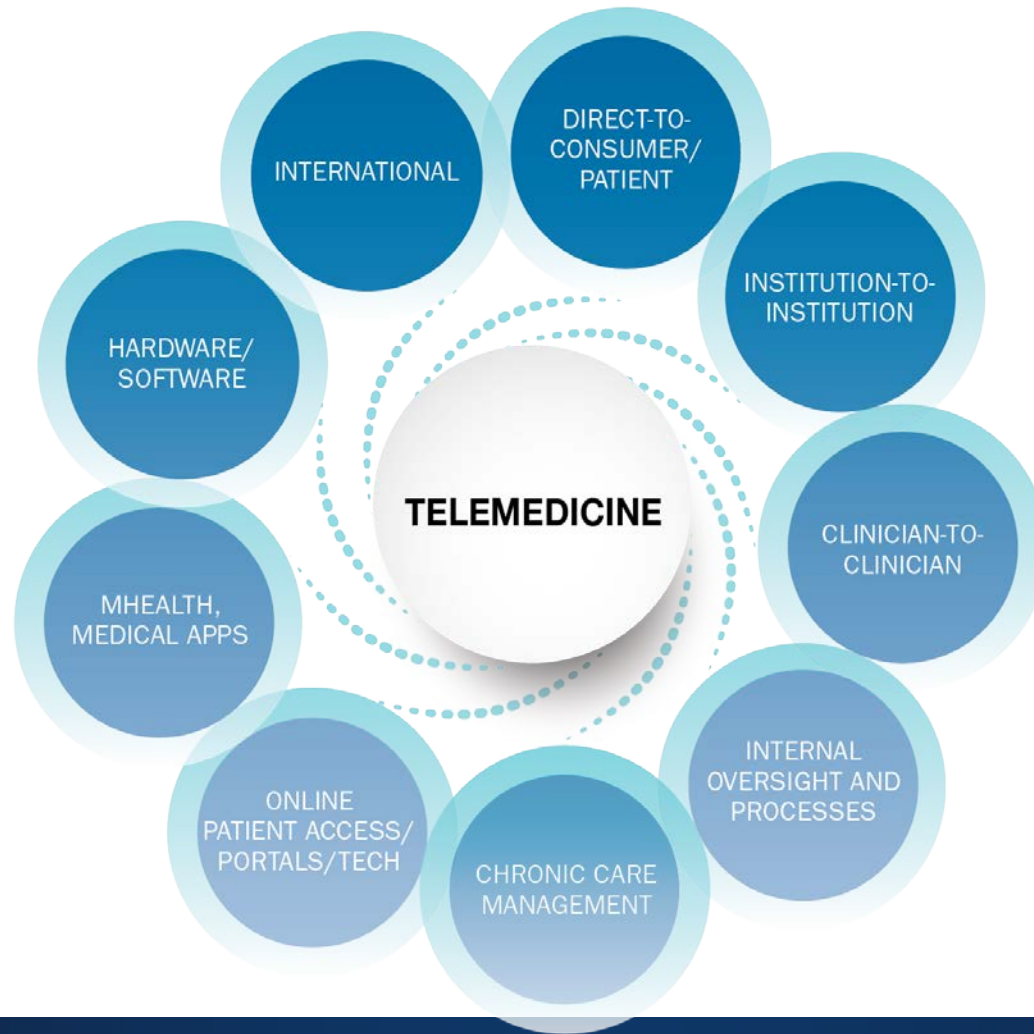 INTERNATIONAL
DIRECT-TO-
CONSUMER/
PATIENT
INSTITUTION-TO-
INSTITUTION
HARDWARE/
SOFTWARE
TELEMEDICINE
CLINICIAN-TO-
CLINICIAN
MHEALTH,
MEDICAL APPS
INTERNAL
OVERSIGHT AND
PROCESSES
ONLINE
PATIENT ACCESS/
PORTALS/TECH
CHRONIC CARE
MANAGEMENT